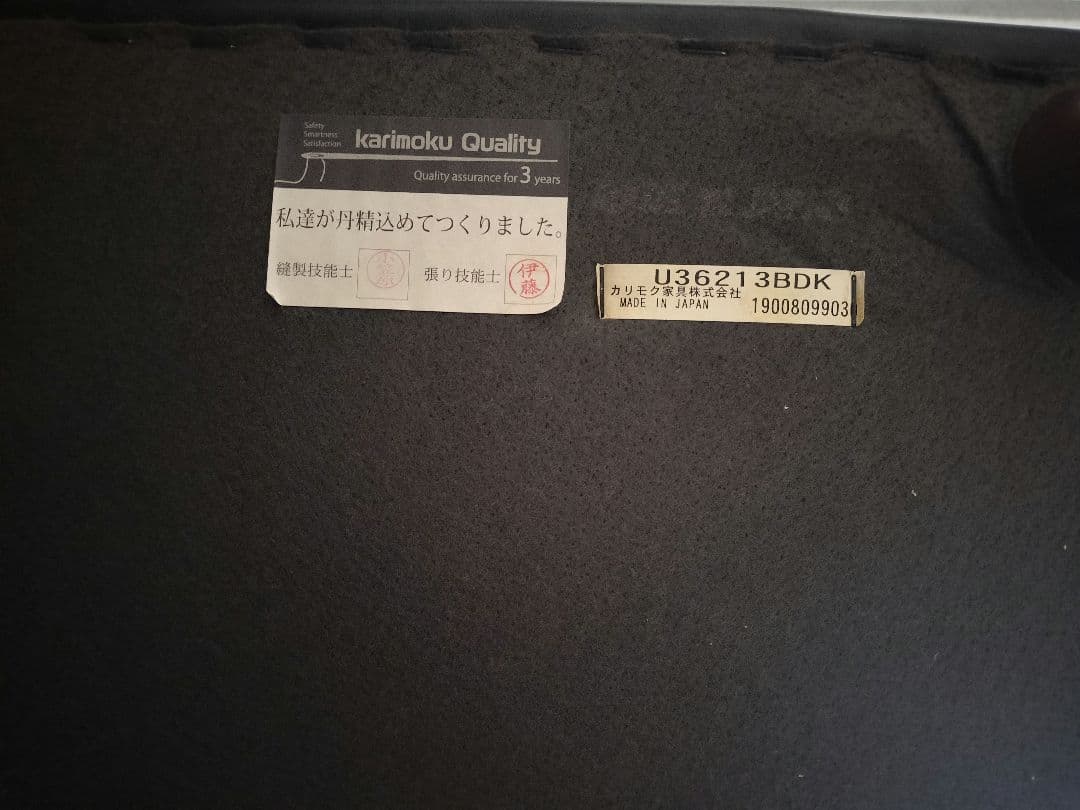 Safety
Smartness
Satisfaction
karimoku Quality
Quality assurance for 3 years
私達が丹精込めてつくりました。
縫製技能士
張り技能士 伊藤
U36213BDK
カリモク家具株式会社
MADE IN JAPAN 1900809903